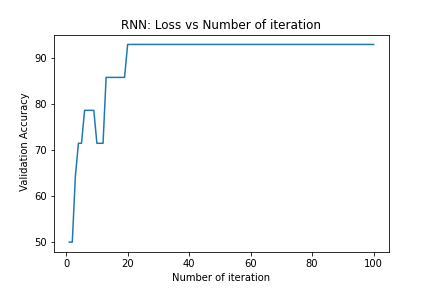 RNN: Loss vs Number of iteration
Validation Accuracy
90
80
70
60
50
0 20 40 60 80 100
Number of iteration